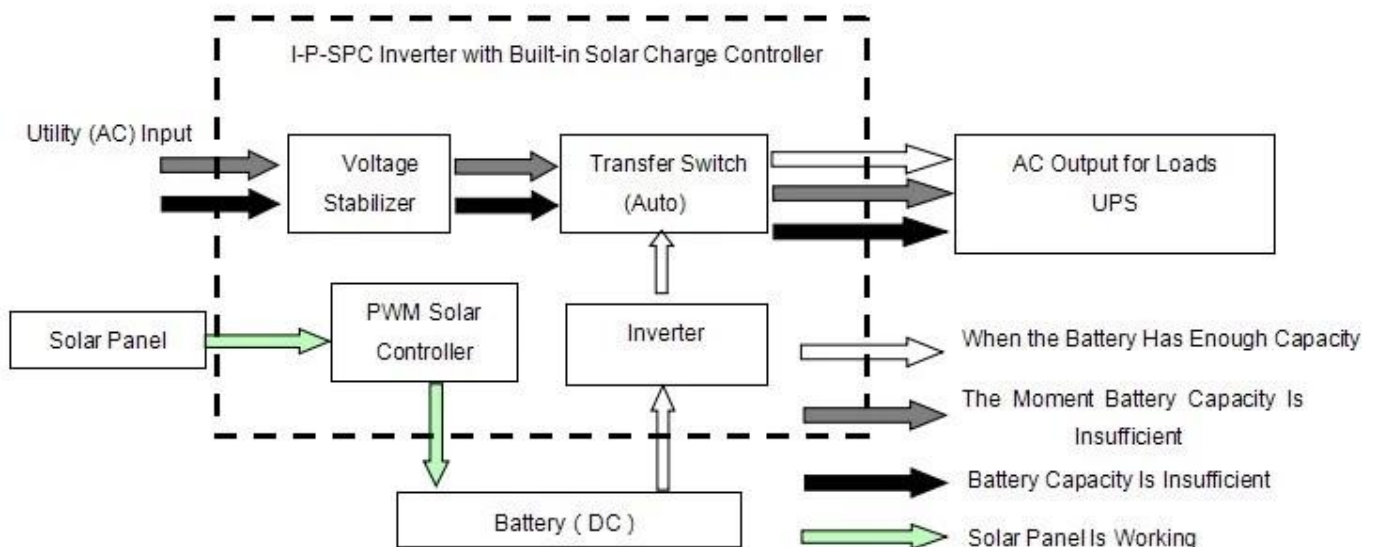 I-P-SPC Inverter with Built-in Solar Charge Controller
Utility (AC) Input
Voltage
Stabilizer
Transfer Switch
(Auto)
AC Output for Loads
UPS
Solar Panel
PWM Solar
Controller
Inverter
Battery ( DC )
When the Battery Has Enough Capacity
The Moment Battery Capacity Is
Insufficient
Battery Capacity Is Insufficient
Solar Panel Is Working